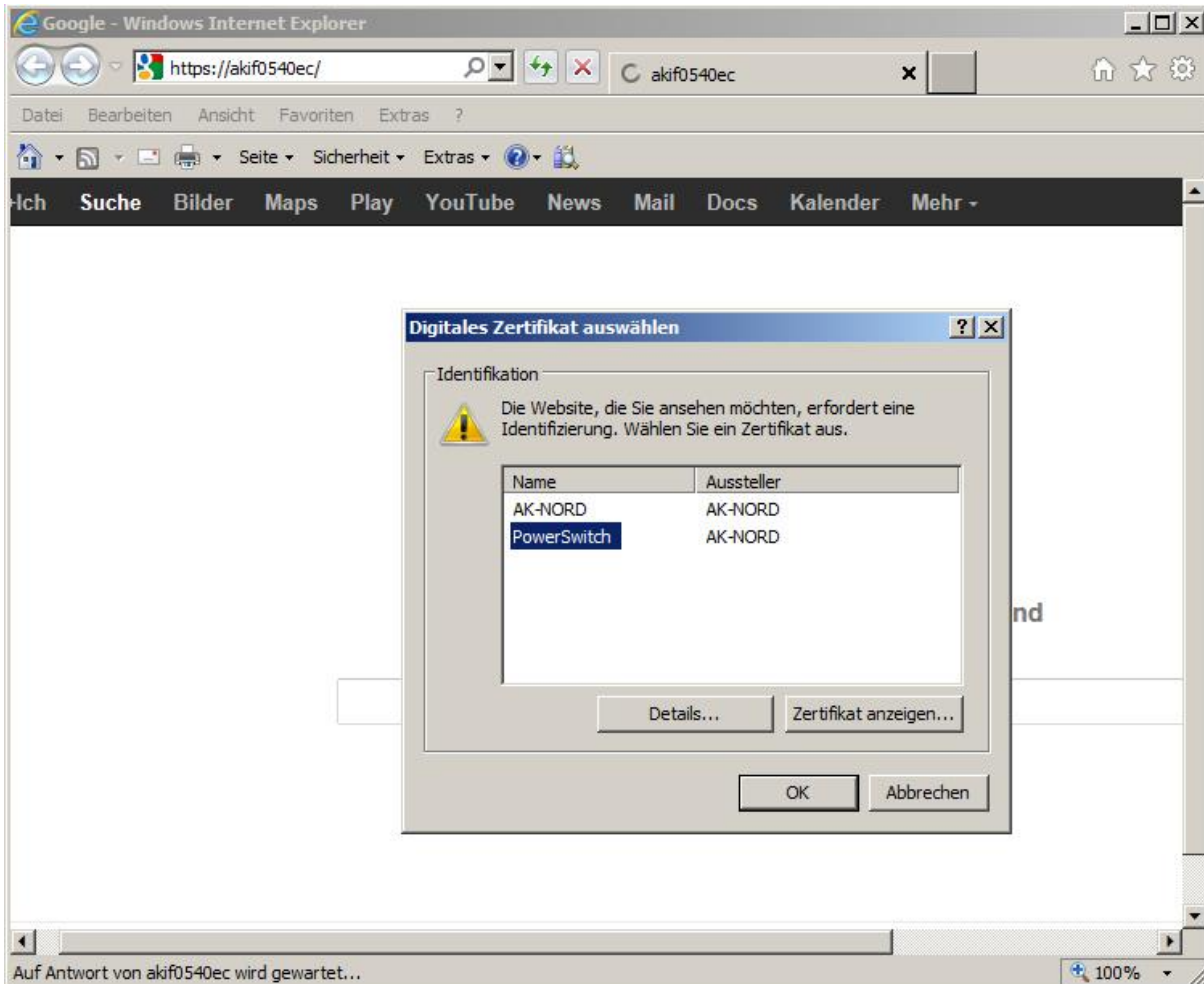 Google - Windows Internet Explorer
https://akif0540ec/
akif0540ec
Datei Bearbeiten Ansicht Favoriten Extras ?
Seite Sicherheit Extras
+Ich Suche Bilder Maps Play YouTube News Mail Docs Kalender Mehr
Digitales Zertifikat auswählen
Identifikation
Die Website, die Sie ansehen möchten, erfordert eine
Identifizierung. Wählen Sie ein Zertifikat aus.
Name Aussteller
AK-NORD AK-NORD
PowerSwitch AK-NORD
nd
Details... Zertifikat anzeigen...
OK Abbrechen
Auf Antwort von akif0540ec wird gewartet... 100%